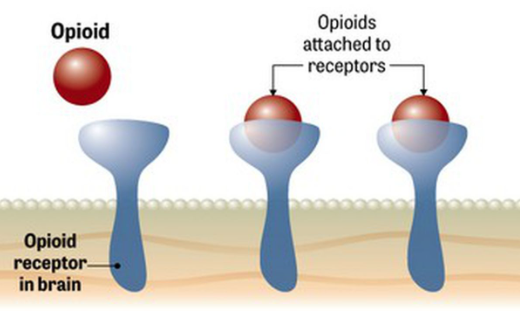 Opioid
Opioids
attached to
receptors
Opioid
receptor
in brain